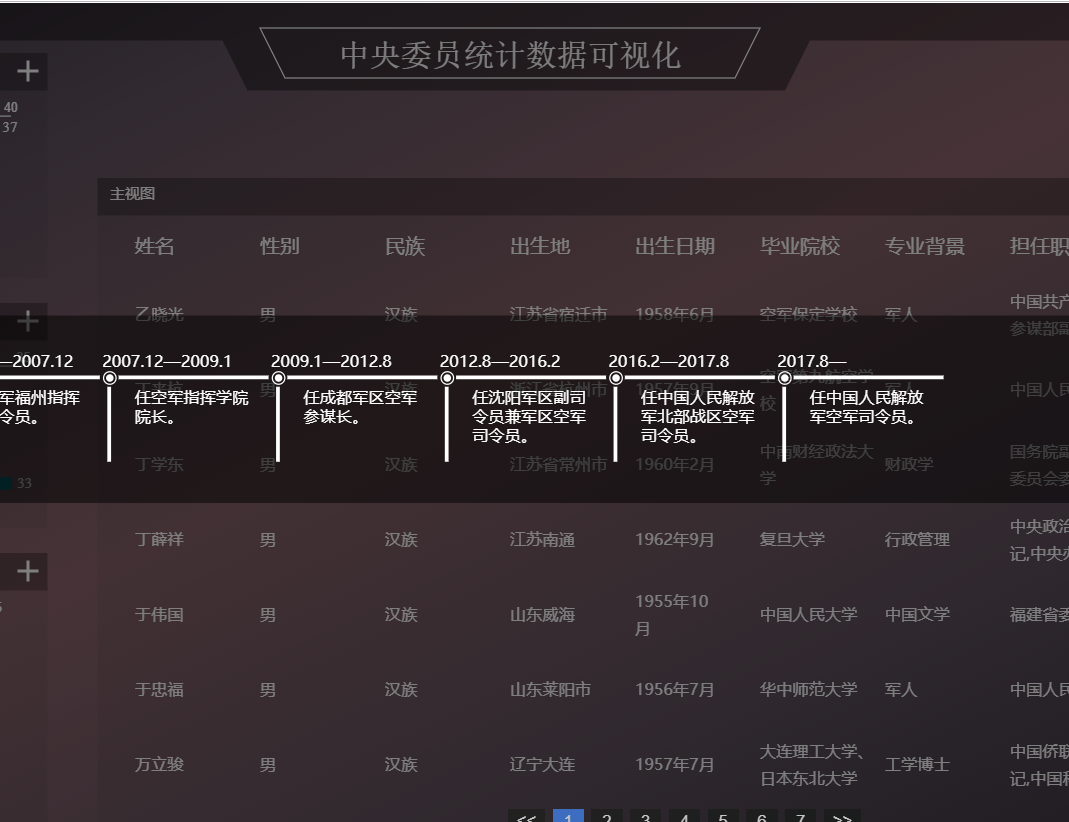 中央委员统计数据可视化
40
37
主视图
姓名 性别 民族 出生地 出生日期 毕业院校 专业背景 担任职
乙晓光 男 汉族 江苏省宿迁市 1958年6月 空军保定学校 军人 中国共产
参谋部副
—2007.12 2007.12—2009.1 2009.1—2012.8 2012.8—2016.2 2016.2—2017.8 2017.8—
丁来杭 男 汉族 浙江省杭州市 1957年9月 空军第九航空学校 军人 中国人民
军福州指挥
令员。
任空军指挥学院
院长。
任成都军区空军
参谋长。
任沈阳军区副司
令员兼军区空军
司令员。
任中国人民解放
军北部战区空军
司令员。
任中国人民解放
军空军司令员。
丁学东 男 汉族 江苏省常州市 1960年2月 中南财经政法大
学
财政学 国务院副
委员会委
33
丁薛祥 男 汉族 江苏南通 1962年9月 复旦大学 行政管理 中央政治
记,中央办
于伟国 男 汉族 山东威海 1955年10
月
中国人民大学 中国文学 福建省委
于忠福 男 汉族 山东莱阳市 1956年7月 华中师范大学 军人 中国人民
万立骏 男 汉族 辽宁大连 1957年7月 大连理工大学、
日本东北大学
工学博士 中国侨联
记,中国科
<< 1 2 3 4 5 6 7 >>